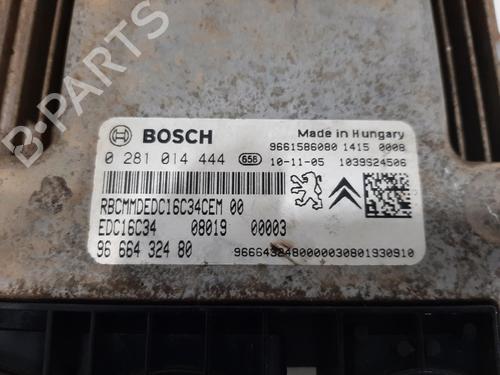 B-PARTS
BOSCH
Made in Hungary
9661586080 1415 0008
0 281 014 444 656 10-11-05 1039S24506
RBCMMDEDC16C34CEM 00
EDC16C34 08019 00003
96 664 324 80
9666432480000030801930910